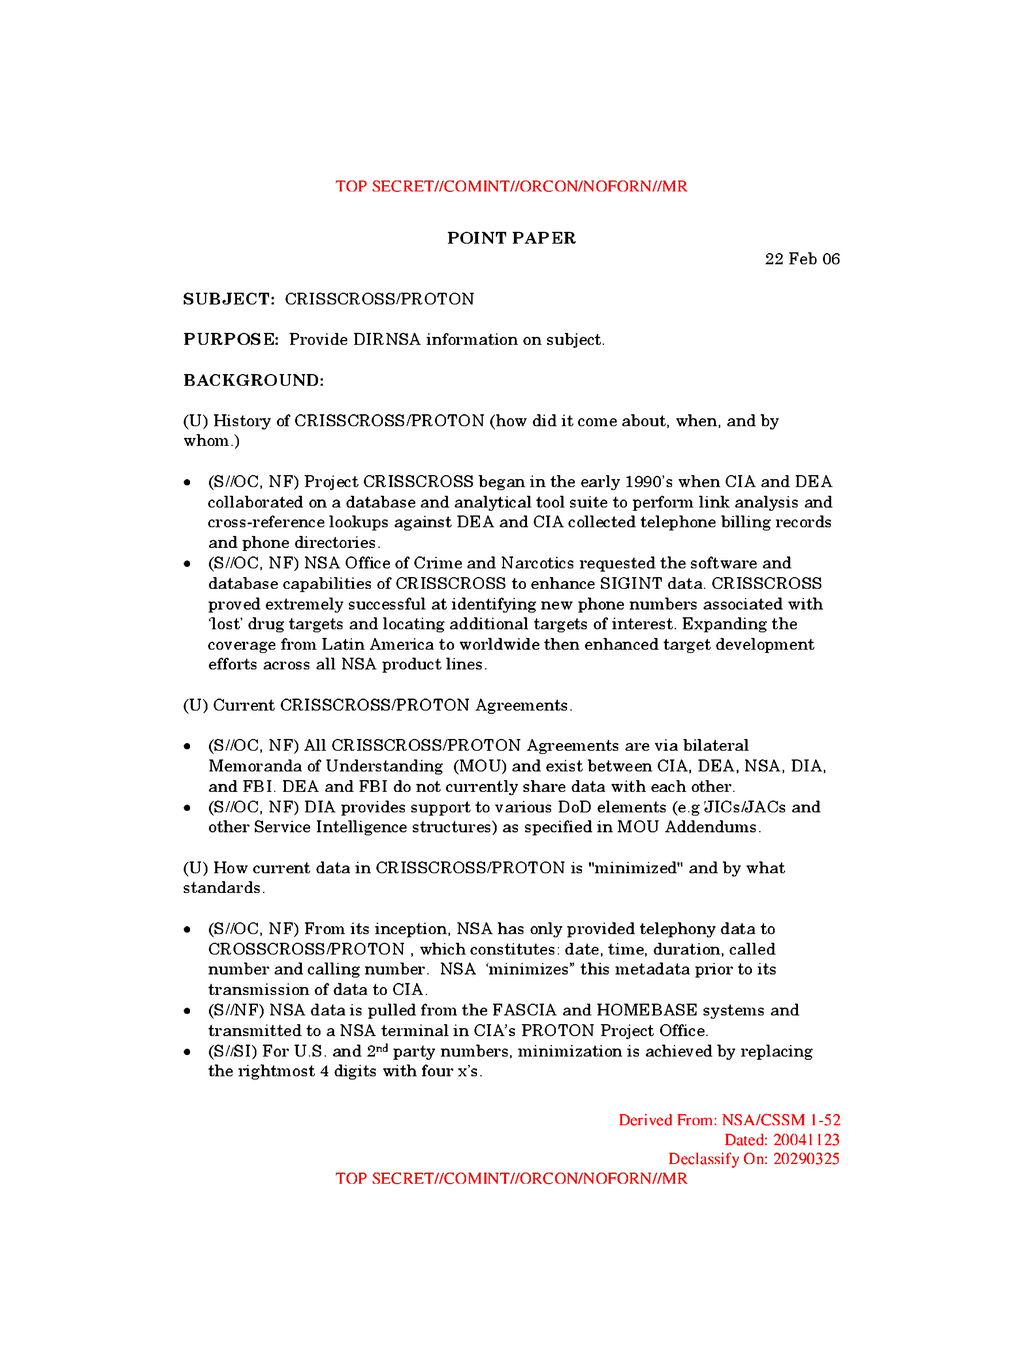 TOP SECRET//COMINT//ORCON/NOFORN//MR
POINT PAPER
22 Feb 06
SUBJECT: CRISSCROSS/PROTON
PURPOSE: Provide DIRNSA information on subject.
BACKGROUND:
(U) History of CRISSCROSS/PROTON (how did it come about, when, and by
whom.)
• (S//OC, NF) Project CRISSCROSS began in the early 1990's when CIA and DEA
collaborated on a database and analytical tool suite to perform link analysis and
cross-reference lookups against DEA and CIA collected telephone billing records
and phone directories.
• (S//OC, NF) NSA Office of Crime and Narcotics requested the software and
database capabilities of CRISSCROSS to enhance SIGINT data. CRISSCROSS
proved extremely successful at identifying new phone numbers associated with
'lost' drug targets and locating additional targets of interest. Expanding the
coverage from Latin America to worldwide then enhanced target development
efforts across all NSA product lines.
(U) Current CRISSCROSS/PROTON Agreements.
• (S//OC, NF) All CRISSCROSS/PROTON Agreements are via bilateral
Memoranda of Understanding (MOU) and exist between CIA, DEA, NSA, DIA,
and FBI. DEA and FBI do not currently share data with each other.
• (S//OC, NF) DIA provides support to various DoD elements (e.g JICs/JACs and
other Service Intelligence structures) as specified in MOU Addendums.
(U) How current data in CRISSCROSS/PROTON is "minimized" and by what
standards.
• (S//OC, NF) From its inception, NSA has only provided telephony data to
CROSSCROSS/PROTON , which constitutes: date, time, duration, called
number and calling number. NSA 'minimizes" this metadata prior to its
transmission of data to CIA.
• (S//NF) NSA data is pulled from the FASCIA and HOMEBASE systems and
transmitted to a NSA terminal in CIA's PROTON Project Office.
• (S//SI) For U.S. and 2nd party numbers, minimization is achieved by replacing
the rightmost 4 digits with four x's.
Derived From: NSA/CSSM 1-52
Dated: 20041123
Declassify On: 20290325
TOP SECRET//COMINT//ORCON/NOFORN//MR